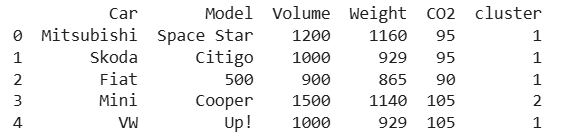 Car Model Volume Weight CO2 cluster
0 Mitsubishi Space Star 1200 1160 95 1
1 Skoda Citigo 1000 929 95 1
2 Fiat 500 900 865 90 1
3 Mini Cooper 1500 1140 105 2
4 VW Up! 1000 929 105 1